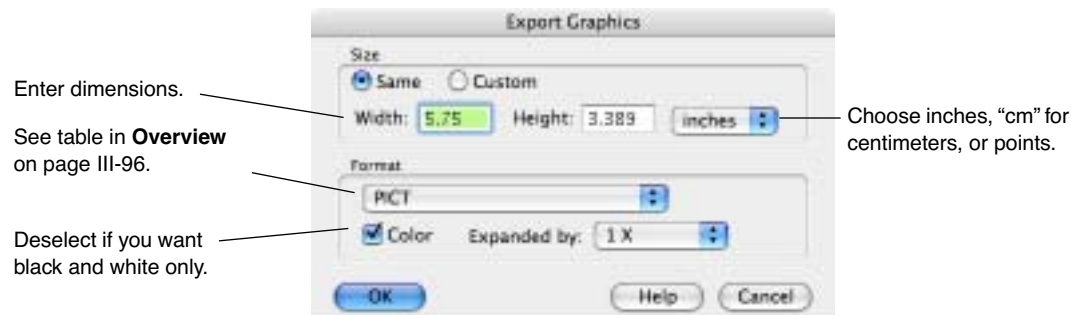 Export Graphics
Size
Same Custom
Width: 5.75 Height: 3.389 inches
Format
PICT
Color Expanded by: 1 X
OK Help Cancel
Enter dimensions.
See table in Overview
on page III-96.
Deselect if you want
black and white only.
Choose inches, “cm” for
centimeters, or points.